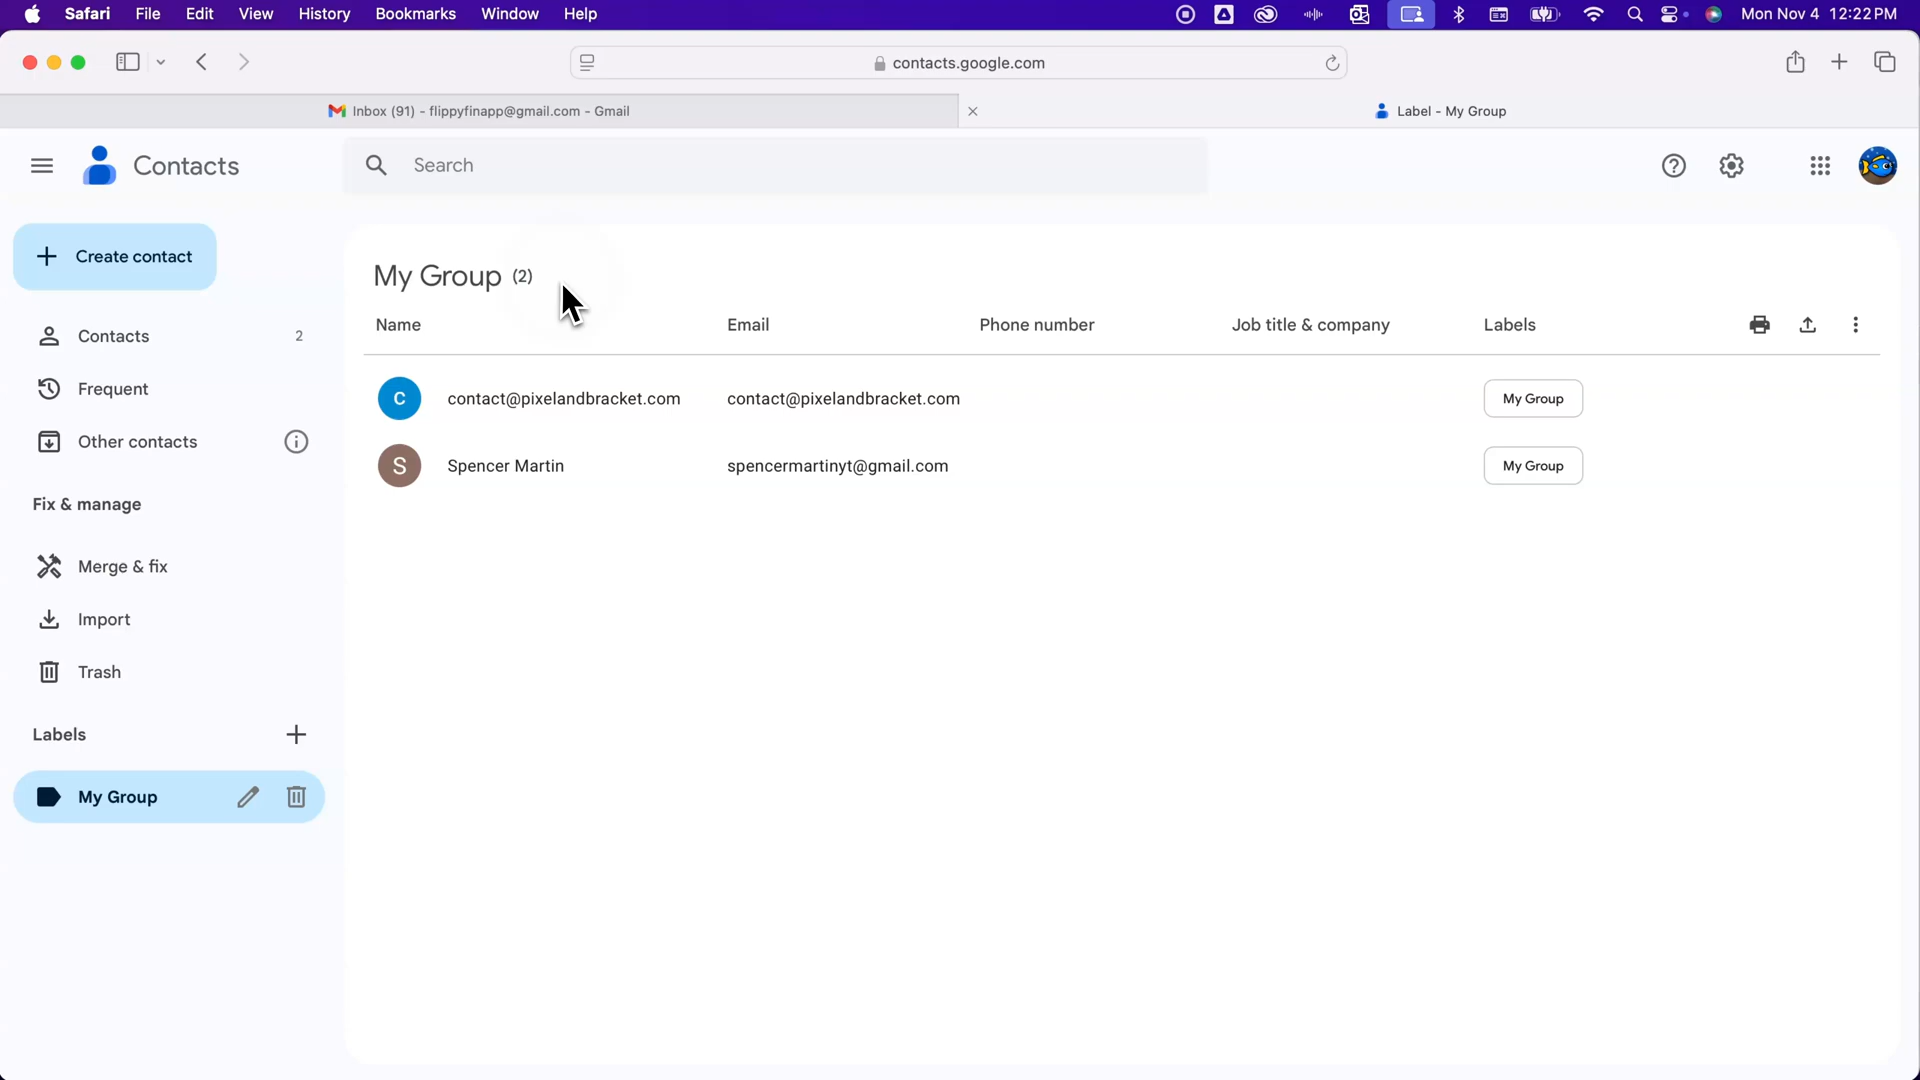 Safari File Edit View History Bookmarks Window Help Mon Nov 4 12:22 PM
contacts.google.com
Inbox (91) - flippyfinapp@gmail.com - Gmail
Label - My Group
Contacts
Search
Create contact
Contacts 2
Frequent
Other contacts
Fix & manage
Merge & fix
Import
Trash
Labels
My Group
My Group (2)
Name Email Phone number Job title & company Labels
C contact@pixelandbracket.com contact@pixelandbracket.com My Group
S Spencer Martin spencermartinyt@gmail.com My Group